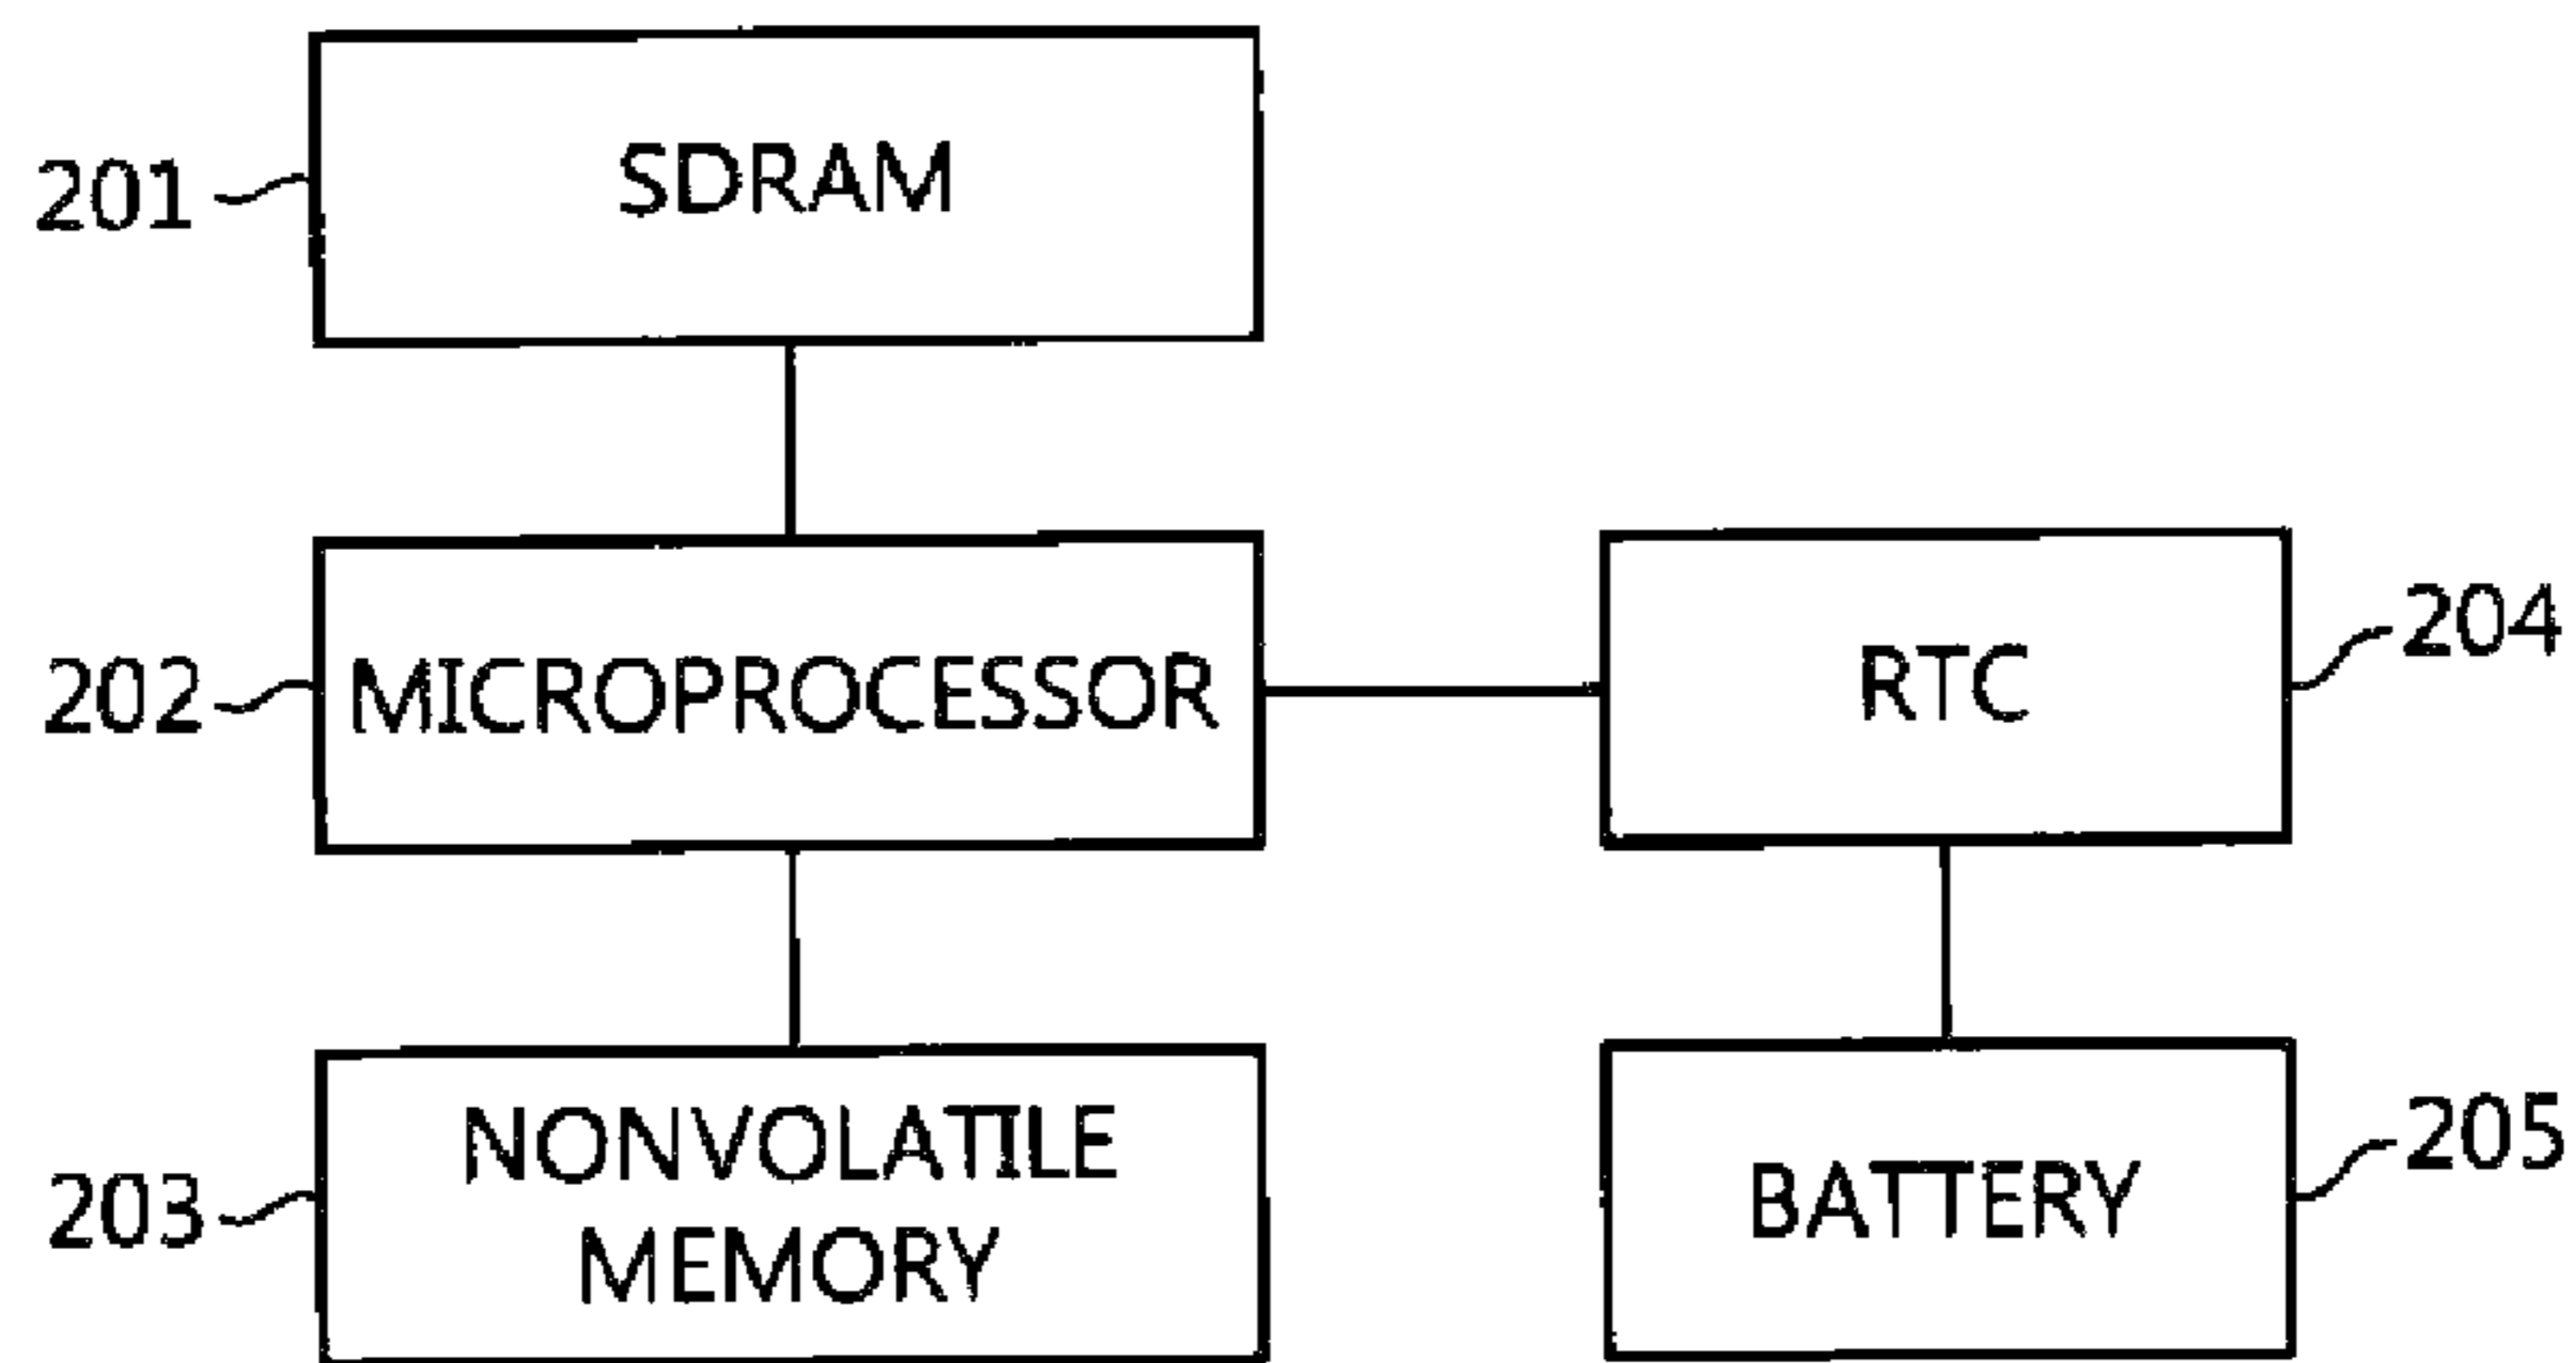 SDRAM
201
MICROPROCESSOR
202
RTC
204
NONVOLATILE
MEMORY
203
BATTERY
205